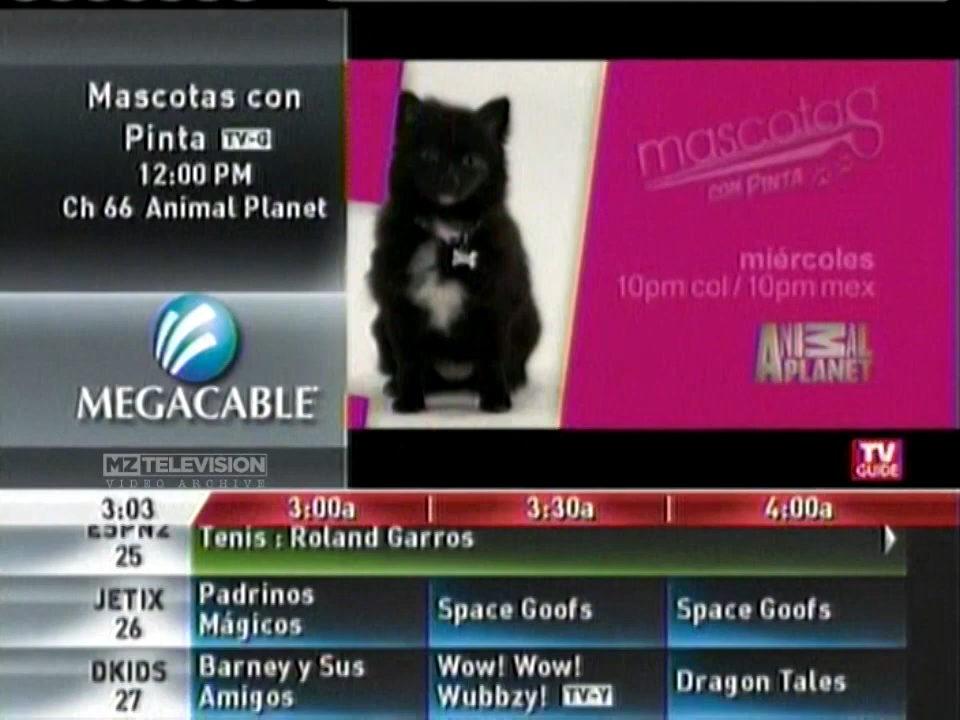 Mascotas con
Pinta TV-G
12:00 PM
Ch 66 Animal Planet
mascotas
CON PINTA
miércoles
10pm col / 10pm mex
ANIMAL
PLANET
MEGACABLE
MZ TELEVISION
VIDEO ARCHIVE
TV
GUIDE
3:03 3:00a 3:30a 4:00a
ESPN2
25
Tenis : Roland Garros
JETIX
26
Padrinos
Mágicos
Space Goofs
Space Goofs
DKIDS
27
Barney y Sus
Amigos
Wow! Wow!
Wubbzy! TV-Y
Dragon Tales